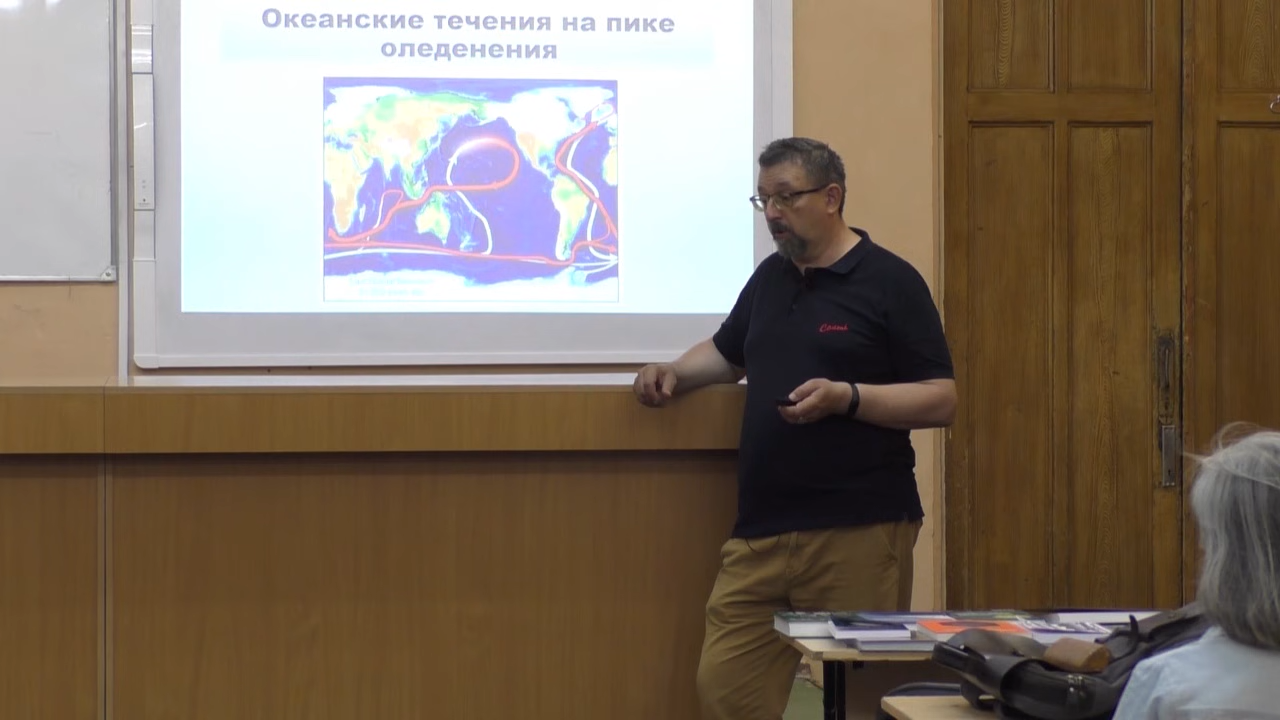 Океанские течения на пике
оледенения